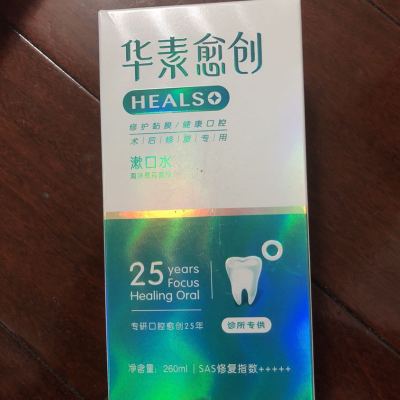 华素愈创
HEALS
修护黏膜/健康口腔
术|后|修|复|专|用
漱口水
25 years
Focus
Healing Oral
专研口腔愈创25年
诊所专供
净含量: 260ml | SAS修复指数+++++